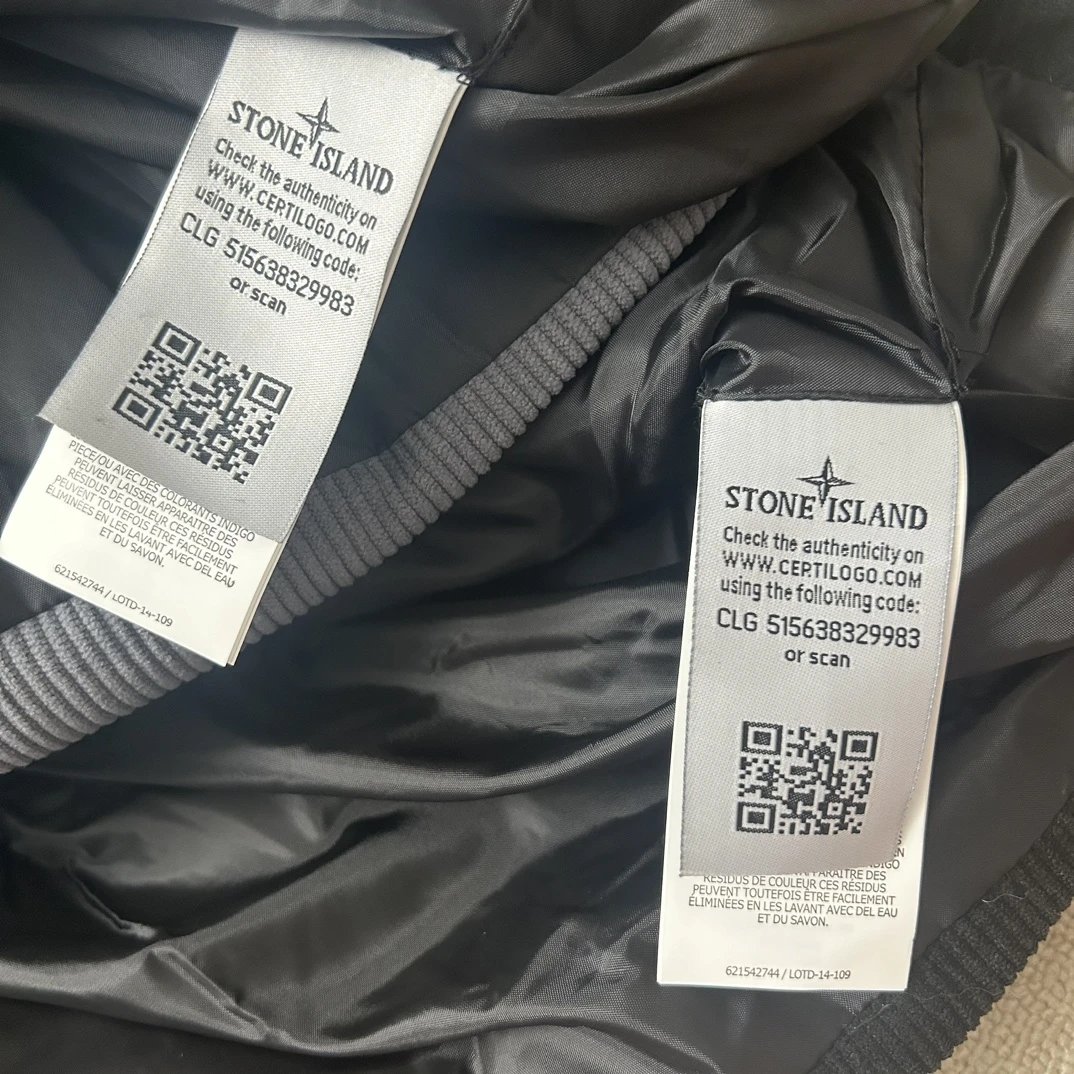 STONE ISLAND
Check the authenticity on
WWW.CERTILOGO.COM
using the following code:
CLG 515638329983
or scan
PIECE/OU AVEC DES COLORANTS INDIGO
PEUVENT LAISSER APPARAITRE DES
RESIDUS DE COULEUR CES RÉSIDUS
PEUVENT TOUTEFOIS ÊTRE FACILEMENT
ÉLIMINÉES EN LES LAVANT AVEC DEL EAU
ET DU SAVON.
621542744 / LOTD-14-109
STONE ISLAND
Check the authenticity on
WWW.CERTILOGO.COM
using the following code:
CLG 515638329983
or scan
RESIDUS DE COULEUR CES RÉSIDUS
PEUVENT TOUTEFOIS ÊTRE FACILEMENT
ÉLIMINÉES EN LES LAVANT AVEC DEL EAU
ET DU SAVON.
621542744 / LOTD-14-109